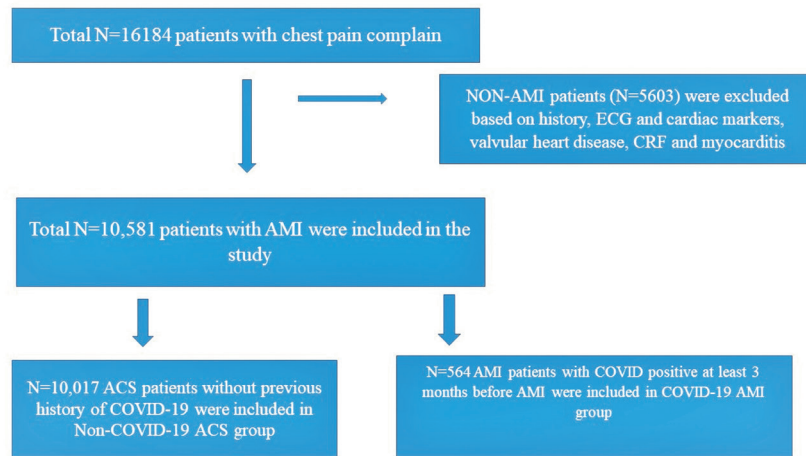 Total N=16184 patients with chest pain complain
NON-AMI patients (N=5603) were excluded
based on history, ECG and cardiac markers,
valvular heart disease, CRF and myocarditis
Total N=10,581 patients with AMI were included in the
study
N=10,017 ACS patients without previous
history of COVID-19 were included in
Non-COVID-19 ACS group
N=564 AMI patients with COVID positive at least 3
months before AMI were included in COVID-19 AMI
group